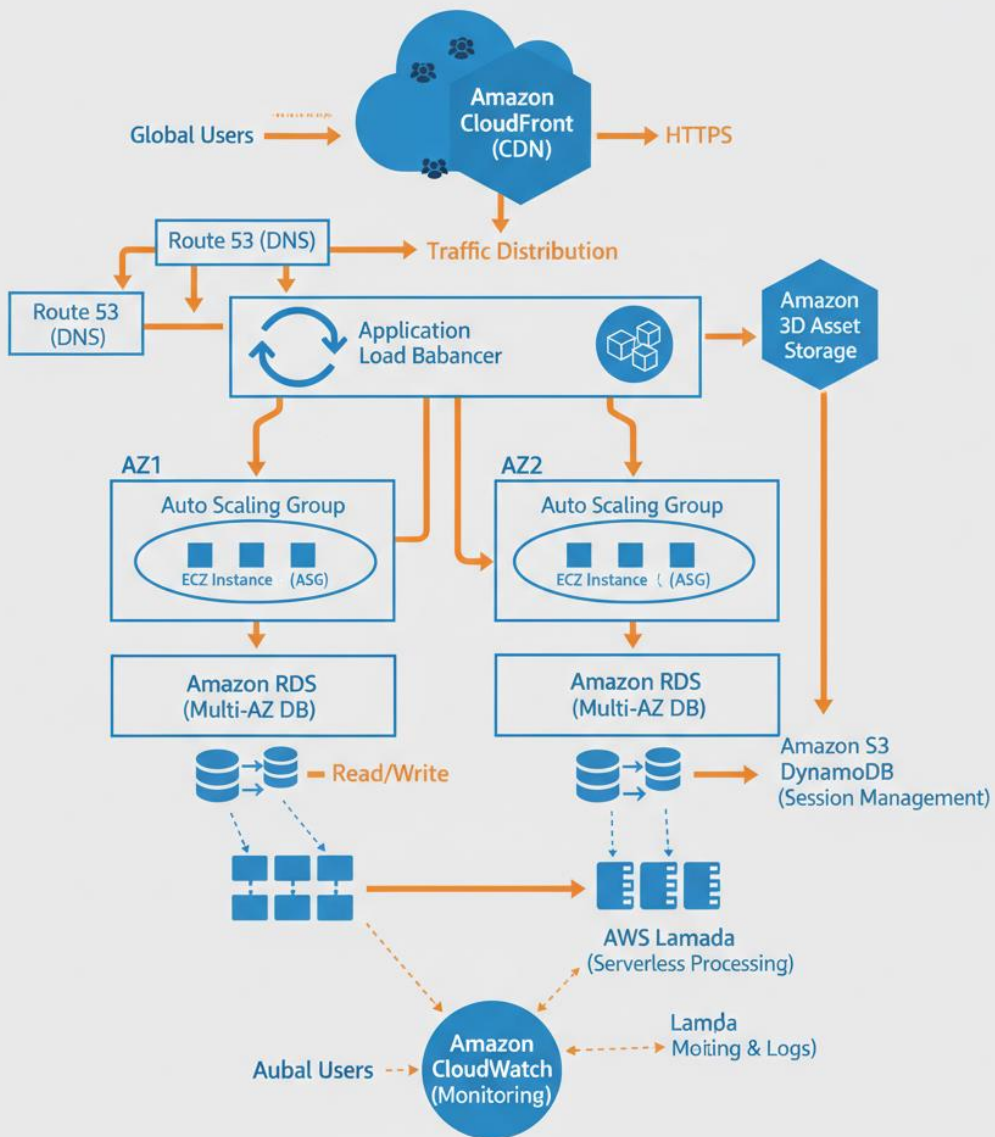 Amazon
CloudFront
(CDN)
Global Users
HTTPS
Route 53 (DNS)
Traffic Distribution
Route 53
(DNS)
Application
Load Babancer
Amazon
3D Asset
Storage
AZ1
AZ2
Auto Scaling Group
ECZ Instance (ASG)
Auto Scaling Group
ECZ Instance ( (ASG)
Amazon RDS
(Multi-AZ DB)
Amazon RDS
(Multi-AZ DB)
Read/Write
Amazon S3
DynamoDB
(Session Management)
AWS Lamada
(Serverless Processing)
Amazon
CloudWatch
(Monitoring)
Aubal Users
& Logs)